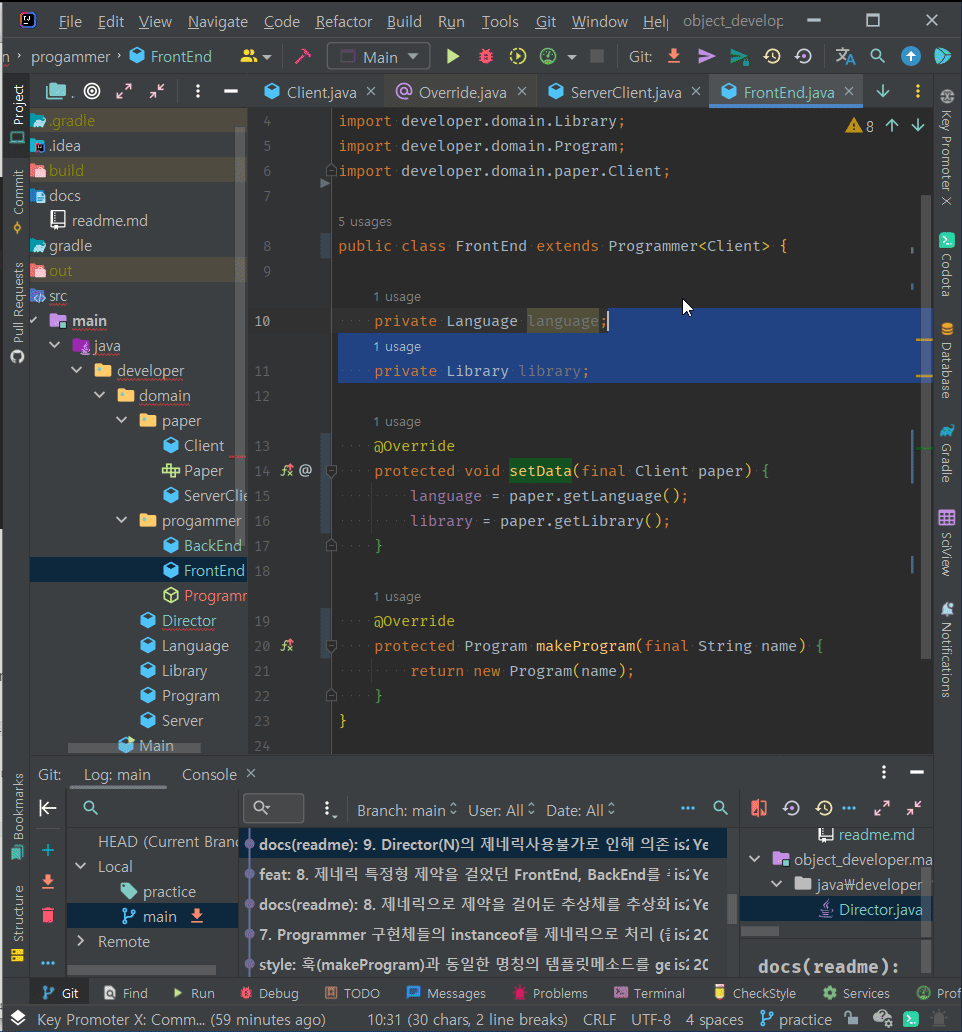 File Edit View Navigate Code Refactor Build Run Tools Git Window Help object_develop
n progammer FrontEnd Main Git:
Project
Commit
Pull Requests
Bookmarks
Structure
Client.java Override.java ServerClient.java FrontEnd.java
.gradle
.idea
build
docs
readme.md
gradle
out
src
main
java
developer
domain
paper
Client
Paper
ServerClie
progammer
BackEnd
FrontEnd
Programm
Director
Language
Library
Program
Server
Main
8
4 import developer.domain.Library;
5 import developer.domain.Program;
6 import developer.domain.paper.Client;
7
5 usages
8 public class FrontEnd extends Programmer<Client> {
9
1 usage
10 private Language language;
1 usage
11 private Library library;
12
1 usage
13 @Override
14 protected void setData(final Client paper) {
15 language = paper.getLanguage();
16 library = paper.getLibrary();
17 }
18
1 usage
19 @Override
20 protected Program makeProgram(final String name) {
21 return new Program(name);
22 }
23 }
24
Key Promoter X
Codota
Database
Gradle
SciView
Notifications
Git: Log: main Console
Branch: main User: All Date: All
HEAD (Current Branc
Local
practice
main
Remote
docs(readme): 9. Director(N)의 제네릭사용불가로 인해 의존 is2 Ye
feat: 8. 제네릭 특정형 제약을 걸었던 FrontEnd, BackEnd를 is2 Ye
docs(readme): 8. 제네릭으로 제약을 걸어둔 추상체를 추상화 is2 Ye
7. Programmer 구현체들의 instanceof를 제네릭으로 처리 is2 20
style: 훅(makeProgram)과 동일한 명칭의 템플릿메소드를 ge is2 20
readme.md
object_developer.ma
java₩developer
Director.java
docs(readme):
Git Find Run Debug TODO Messages Problems Terminal CheckStyle Services Prof
Key Promoter X: Comm... (59 minutes ago) 10:31 (30 chars, 2 line breaks) CRLF UTF-8 4 spaces practice